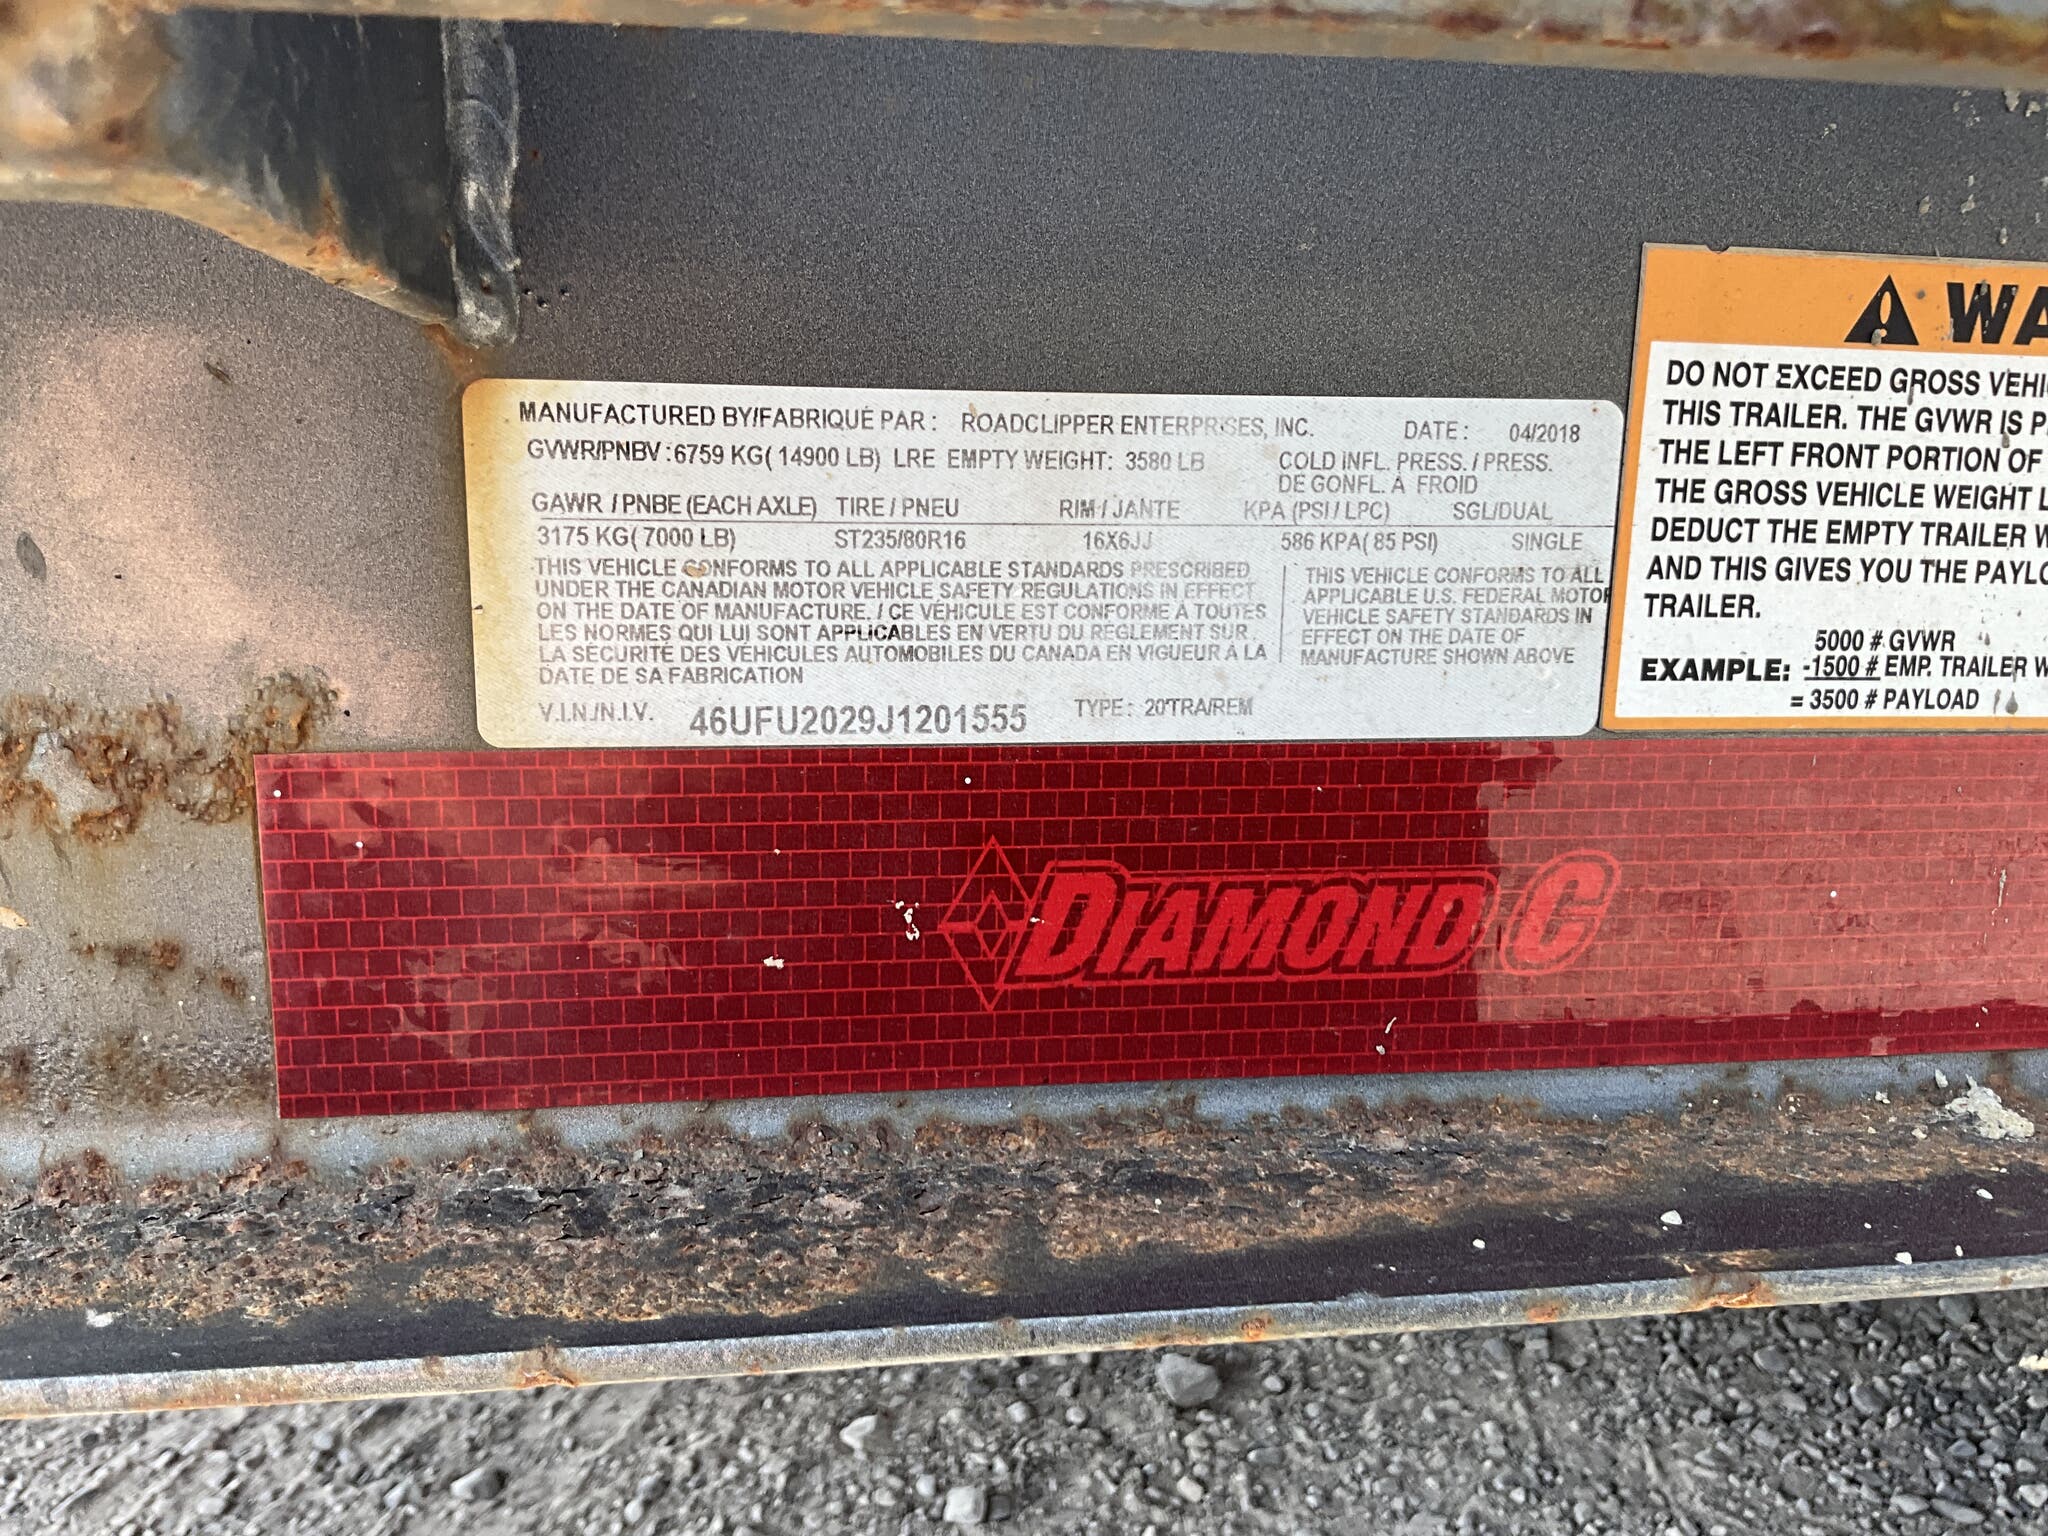 MANUFACTURED BY/FABRIQUÉ PAR : ROADCLIPPER ENTERPRISES, INC. DATE : 04/2018
GVWR/PNBV : 6759 KG( 14900 LB) LRE EMPTY WEIGHT: 3580 LB
COLD INFL. PRESS. / PRESS.
DE GONFL. À FROID
GAWR / PNBE (EACH AXLE) TIRE / PNEU RIM / JANTE KPA (PSI / LPC) SGL/DUAL
3175 KG( 7000 LB) ST235/80R16 16X6JJ 586 KPA( 85 PSI) SINGLE
THIS VEHICLE CONFORMS TO ALL APPLICABLE STANDARDS PRESCRIBED
UNDER THE CANADIAN MOTOR VEHICLE SAFETY REGULATIONS IN EFFECT
ON THE DATE OF MANUFACTURE. / CE VÉHICULE EST CONFORME À TOUTES
LES NORMES QUI LUI SONT APPLICABLES EN VERTU DU RÈGLEMENT SUR
LA SÉCURITÉ DES VÉHICULES AUTOMOBILES DU CANADA EN VIGUEUR À LA
DATE DE SA FABRICATION
THIS VEHICLE CONFORMS TO ALL
APPLICABLE U.S. FEDERAL MOTOR
VEHICLE SAFETY STANDARDS IN
EFFECT ON THE DATE OF
MANUFACTURE SHOWN ABOVE
V.I.N./N.I.V. 46UFU2029J1201555 TYPE : 20'TRA/REM
WA
DO NOT EXCEED GROSS VEHI
THIS TRAILER. THE GVWR IS P
THE LEFT FRONT PORTION OF
THE GROSS VEHICLE WEIGHT L
DEDUCT THE EMPTY TRAILER W
AND THIS GIVES YOU THE PAYLO
TRAILER.
5000 # GVWR
EXAMPLE: -1500 # EMP. TRAILER W
= 3500 # PAYLOAD
DIAMOND C